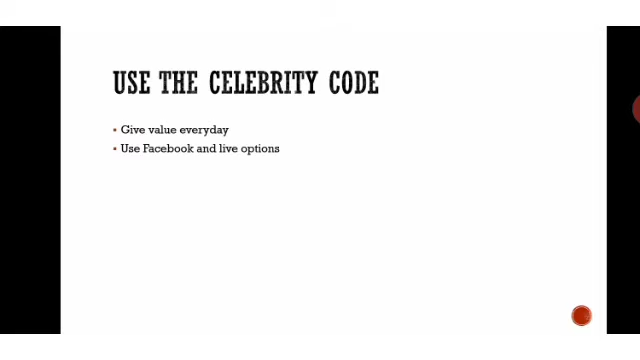 USE THE CELEBRITY CODE
Give value everyday
Use Facebook and live options